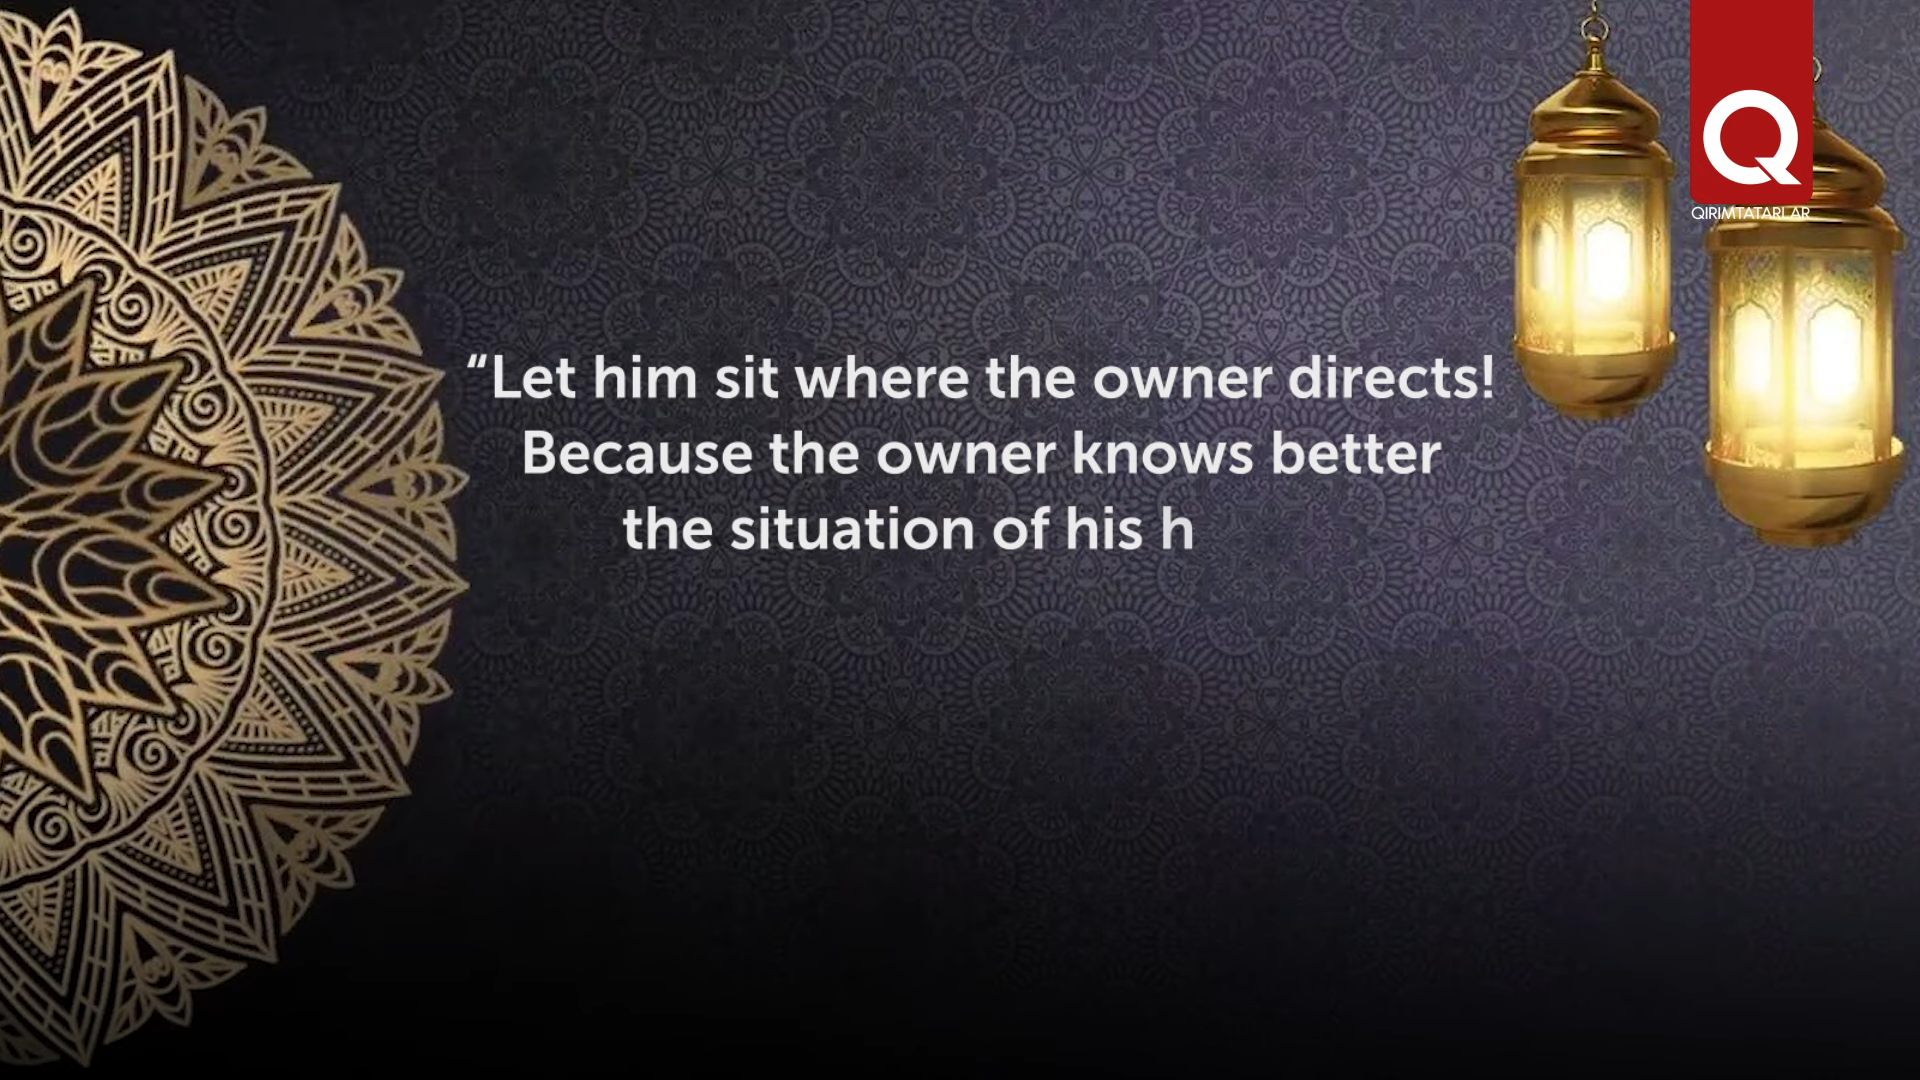 “Let him sit where the owner directs!
Because the owner knows better
the situation of his h
Q
QIRIMTATARLAR